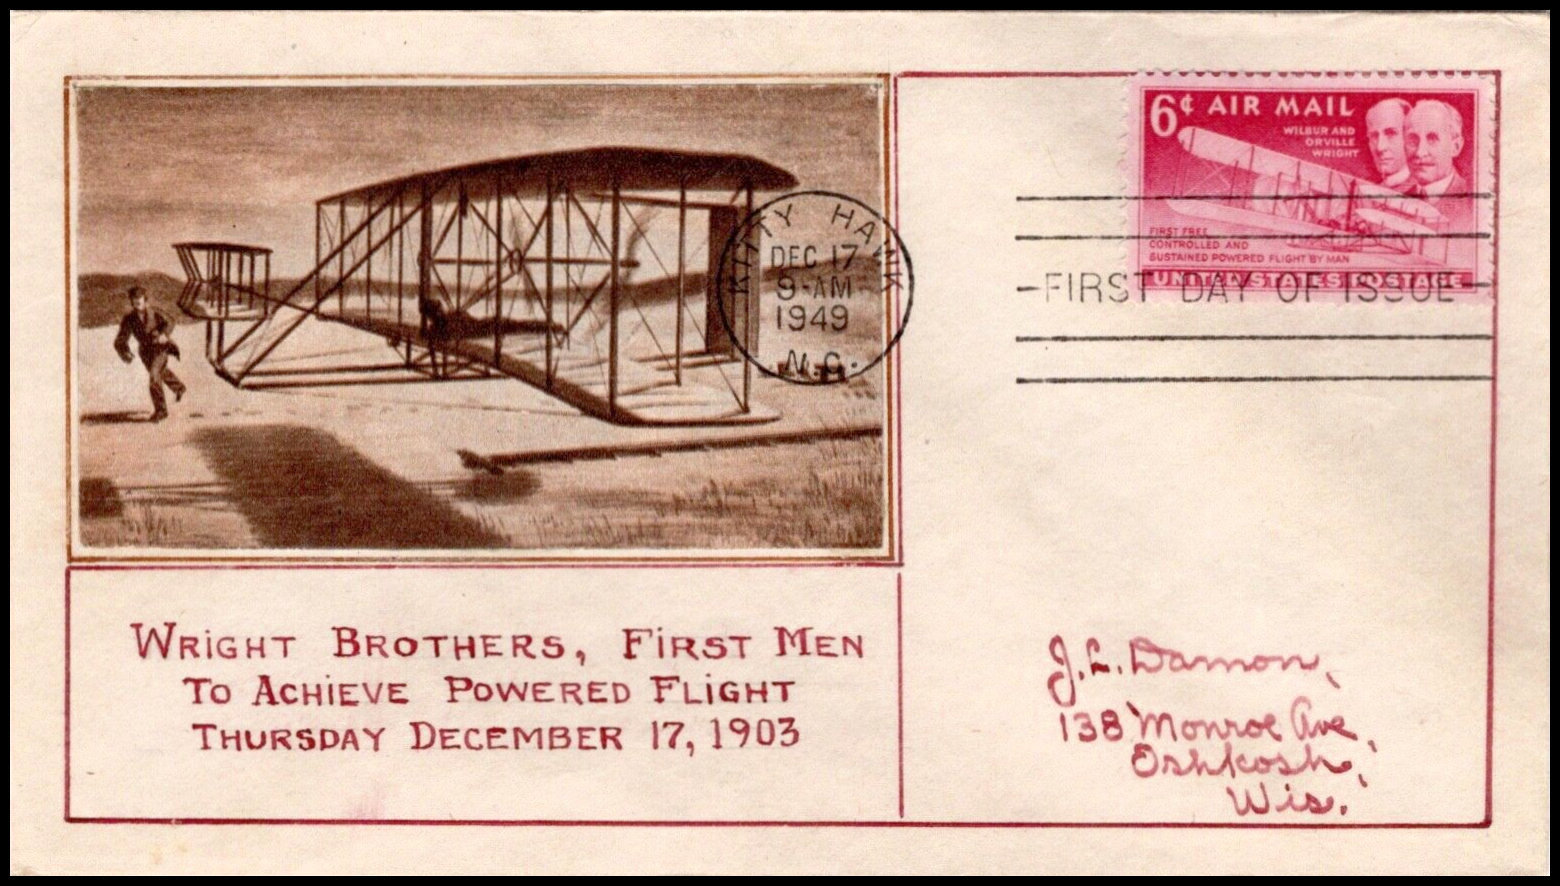 6¢ AIR MAIL
WILBUR AND
ORVILLE
WRIGHT
FIRST FREE
CONTROLLED AND
SUSTAINED POWERED FLIGHT BY MAN
UNITED STATES POSTAGE
KITTY HAWK
DEC 17
9-AM
1949
N.C.
-FIRST DAY OF ISSUE-
WRIGHT BROTHERS, FIRST MEN
TO ACHIEVE POWERED FLIGHT
THURSDAY DECEMBER 17, 1903
J. L. Damon,
138 Monroe Ave,
Oshkosh,
Wis.